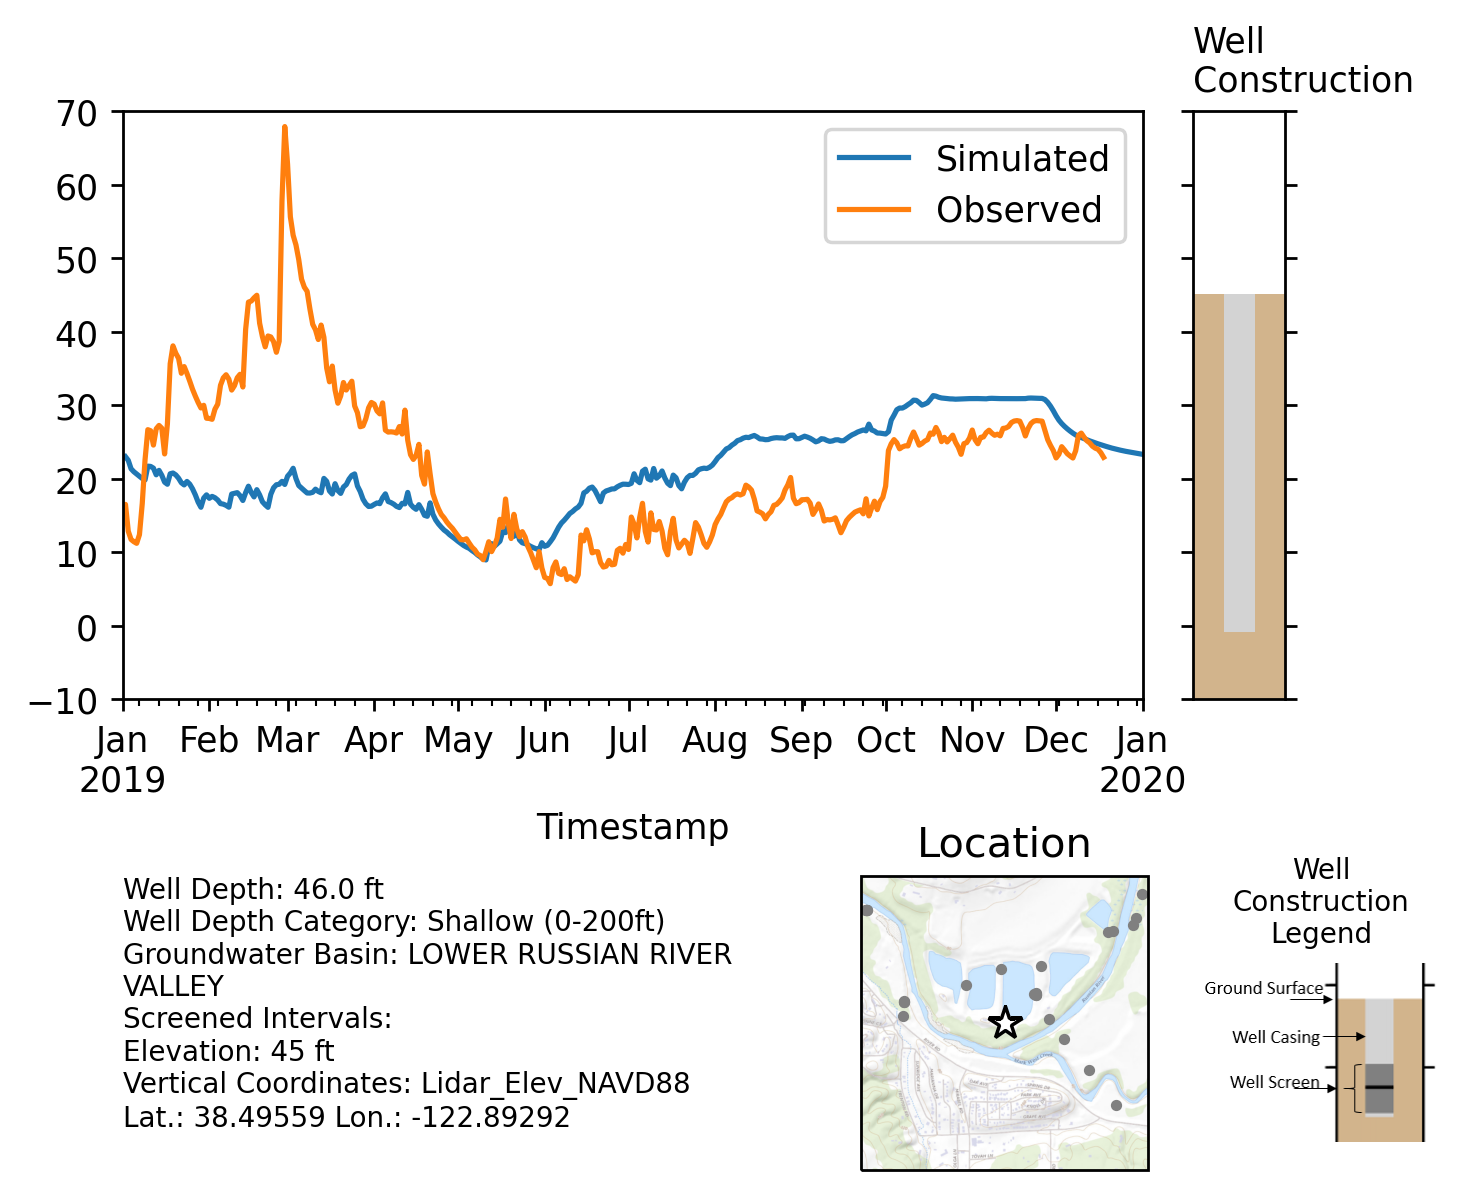 Well
Construction
70
60
50
40
30
20
10
0
−10
Simulated
Observed
Jan Feb Mar Apr May Jun Jul Aug Sep Oct Nov Dec Jan
2019 2020
Timestamp
Well Depth: 46.0 ft
Well Depth Category: Shallow (0-200ft)
Groundwater Basin: LOWER RUSSIAN RIVER
VALLEY
Screened Intervals:
Elevation: 45 ft
Vertical Coordinates: Lidar_Elev_NAVD88
Lat.: 38.49559 Lon.: -122.89292
Location
Well
Construction
Legend
Ground Surface
Well Casing
Well Screen